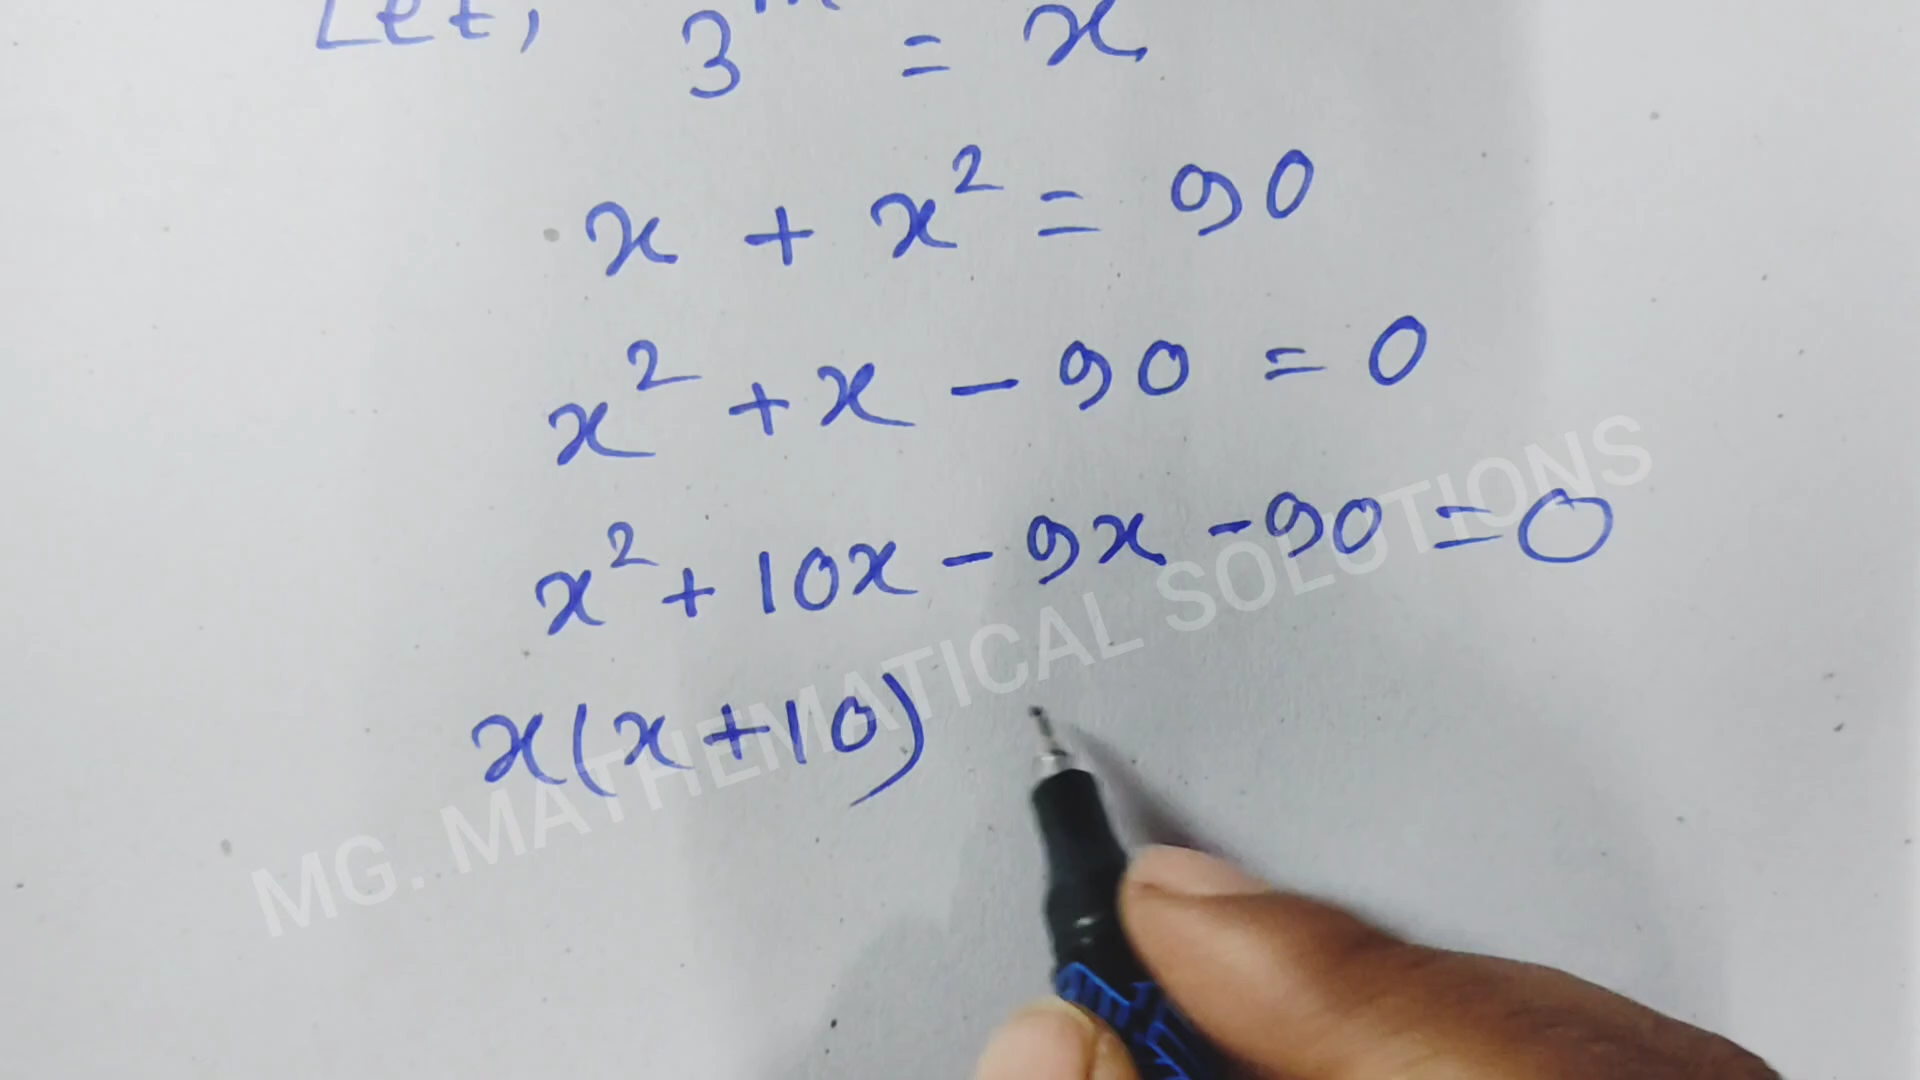 Let, 3^m = x
x + x² = 90
x² + x - 90 = 0
x² + 10x - 9x - 90 = 0
x(x+10)
MG. MATHEMATICAL SOLUTIONS